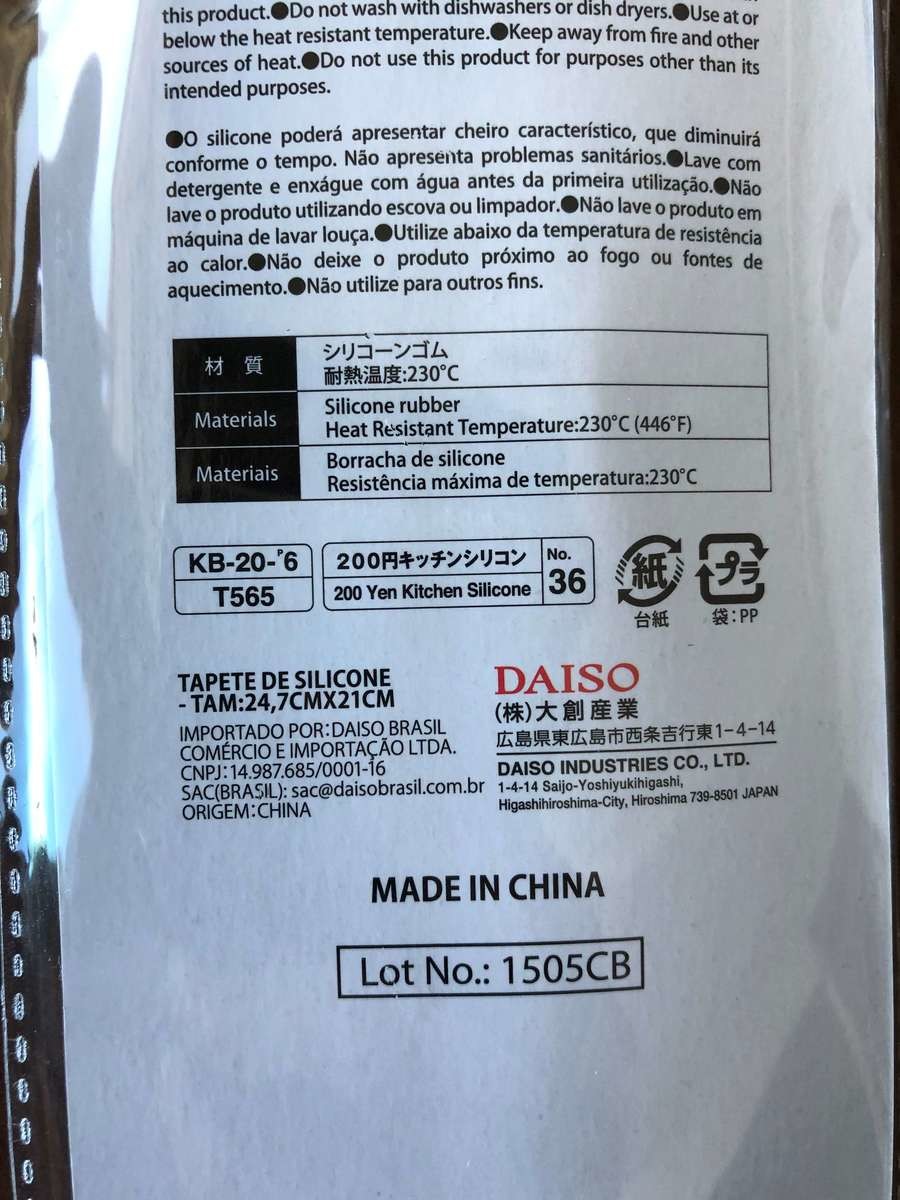 this product.●Do not wash with dishwashers or dish dryers.●Use at or
below the heat resistant temperature.●Keep away from fire and other
sources of heat.●Do not use this product for purposes other than its
intended purposes.
●O silicone poderá apresentar cheiro característico, que diminuirá
conforme o tempo. Não apresenta problemas sanitários.●Lave com
detergente e enxágue com água antes da primeira utilização.●Não
lave o produto utilizando escova ou limpador.●Não lave o produto em
máquina de lavar louça.●Utilize abaixo da temperatura de resistência
ao calor.●Não deixe o produto próximo ao fogo ou fontes de
aquecimento.●Não utilize para outros fins.
材 質
シリコーンゴム
耐熱温度:230°C
Materials
Silicone rubber
Heat Resistant Temperature:230°C (446°F)
Materiais
Borracha de silicone
Resistência máxima de temperatura:230°C
KB-20-P6
T565
200円キッチンシリコン
200 Yen Kitchen Silicone
No.
36
紙
台紙
プラ
袋:PP
TAPETE DE SILICONE
- TAM:24,7CMX21CM
IMPORTADO POR:DAISO BRASIL
COMÉRCIO E IMPORTAÇÃO LTDA.
CNPJ:14.987.685/0001-16
SAC(BRASIL): sac@daisobrasil.com.br
ORIGEM:CHINA
DAISO
(株)大創産業
広島県東広島市西条吉行東1-4-14
DAISO INDUSTRIES CO., LTD.
1-4-14 Saijo-Yoshiyukihigashi,
Higashihiroshima-City, Hiroshima 739-8501 JAPAN
MADE IN CHINA
Lot No.: 1505CB